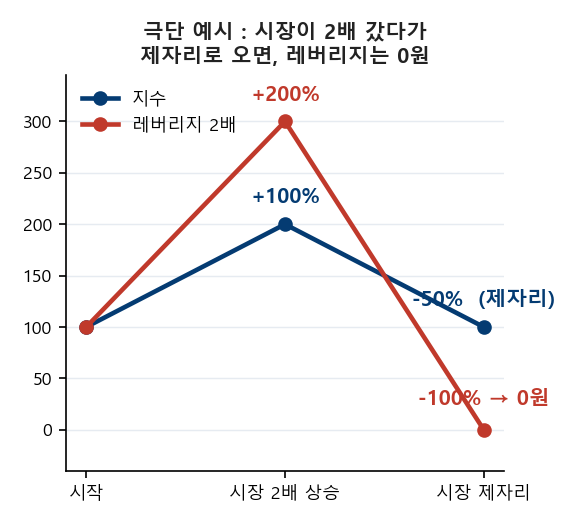 극단 예시 : 시장이 2배 갔다가
제자리로 오면, 레버리지는 0원
지수
레버리지 2배
+200%
+100%
-50% (제자리)
-100% → 0원
300
250
200
150
100
50
0
시작
시장 2배 상승
시장 제자리